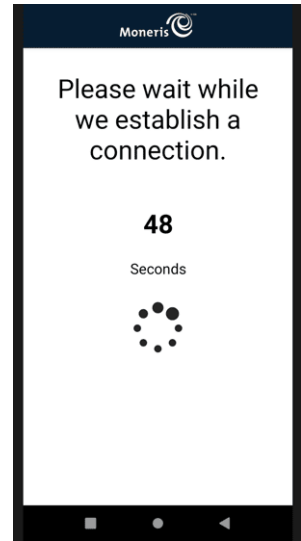 Moneris
Please wait while
we establish a
connection.
48
Seconds